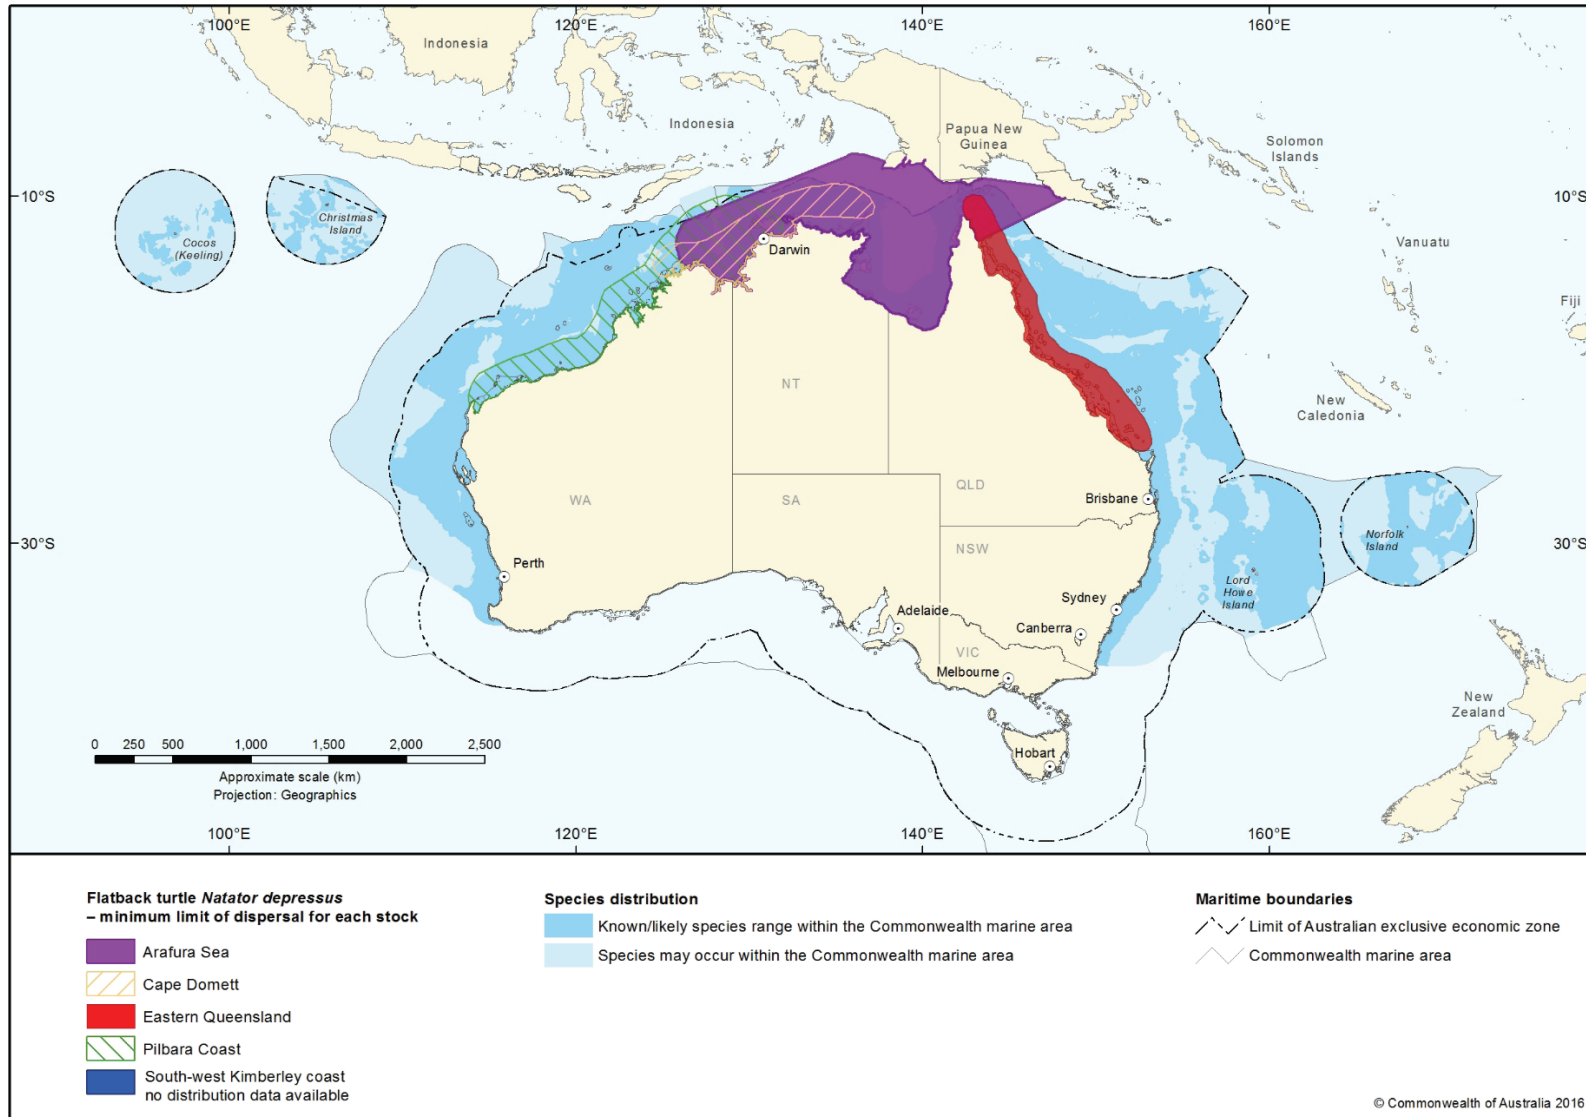 100°E
120°E
140°E
160°E
Indonesia
Indonesia
Papua New
Guinea
Solomon
Islands
10°S
10°S
Christmas
Island
Cocos
(Keeling)
Darwin
Vanuatu
Fiji
NT
New
Caledonia
WA
SA
QLD
Brisbane
30°S
30°S
Norfolk
Island
NSW
Perth
Lord
Howe
Island
Sydney
Adelaide
Canberra
VIC
Melbourne
New
Zealand
Hobart
0 250 500 1,000 1,500 2,000 2,500
Approximate scale (km)
Projection: Geographics
100°E
120°E
140°E
160°E
Flatback turtle Natator depressus
– minimum limit of dispersal for each stock
Arafura Sea
Cape Domett
Eastern Queensland
Pilbara Coast
South-west Kimberley coast
no distribution data available
Species distribution
Known/likely species range within the Commonwealth marine area
Species may occur within the Commonwealth marine area
Maritime boundaries
Limit of Australian exclusive economic zone
Commonwealth marine area
© Commonwealth of Australia 2016